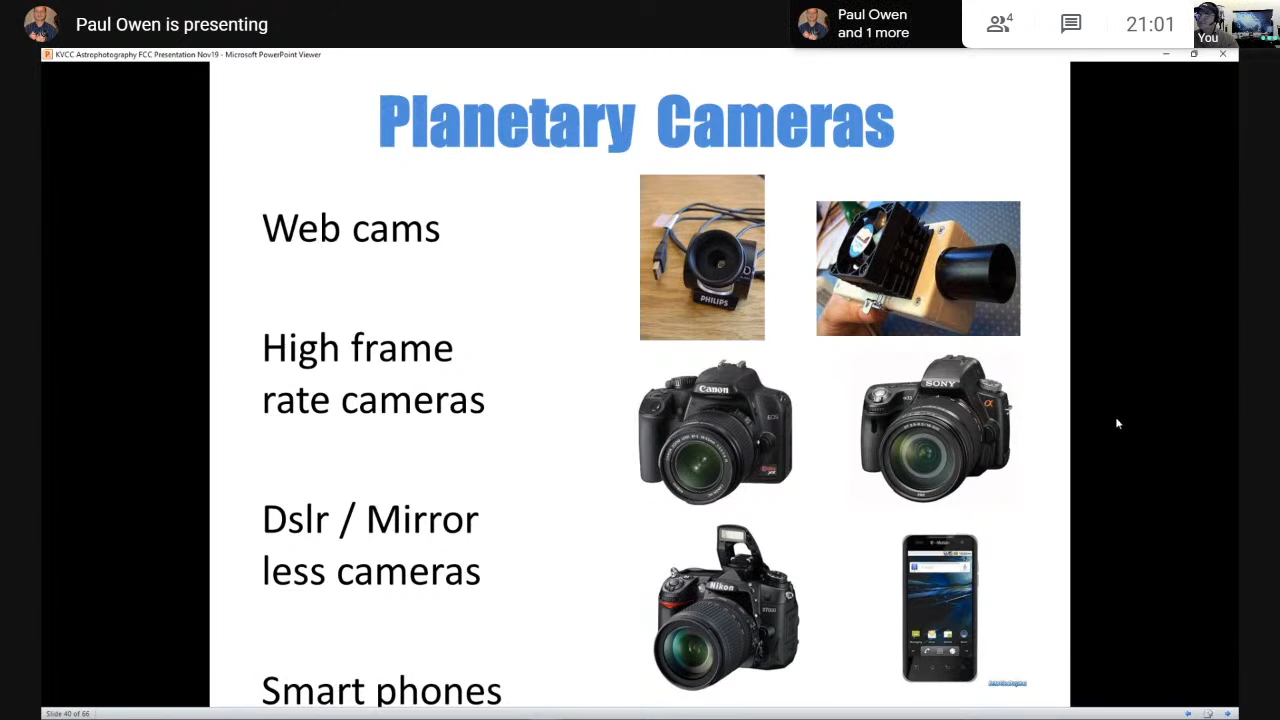 Paul Owen is presenting
Paul Owen
and 1 more
4
21:01
You
KVCC Astrophotography FCC Presentation Nov19 - Microsoft PowerPoint Viewer
Planetary Cameras
Web cams
High frame
rate cameras
Dslr / Mirror
less cameras
Smart phones
PHILIPS
Canon
EOS
SONY
α
Nikon
D7000
Slide 40 of 66